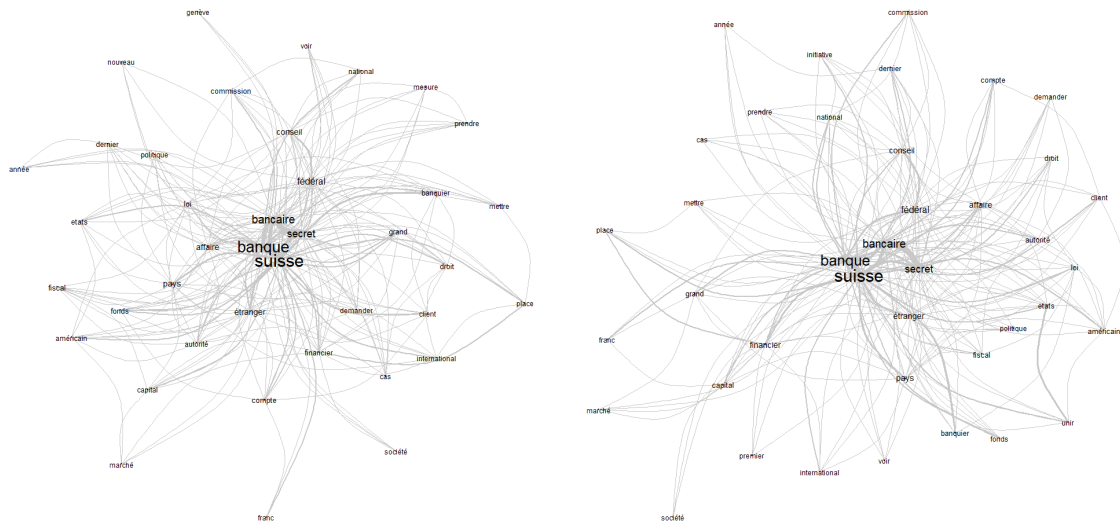 genève
voir
nouveau
national
commission
mesure
prendre
conseil
dernier
politique
année
fédéral
banquier
mettre
loi
etats
bancaire
secret
grand
affaire
banque
suisse
droit
pays
fiscal
place
fonds
étranger
demander
client
américain
autorité
financier
international
cas
capital
compte
société
marché
franc
commission
année
initiative
dernier
compte
demander
prendre
national
cas
conseil
droit
mettre
client
affaire
fédéral
place
autorité
bancaire
banque
secret
loi
suisse
grand
etats
étranger
politique
américain
franc
financier
fiscal
pays
capital
marché
unir
banquier
fonds
premier
voir
international
société